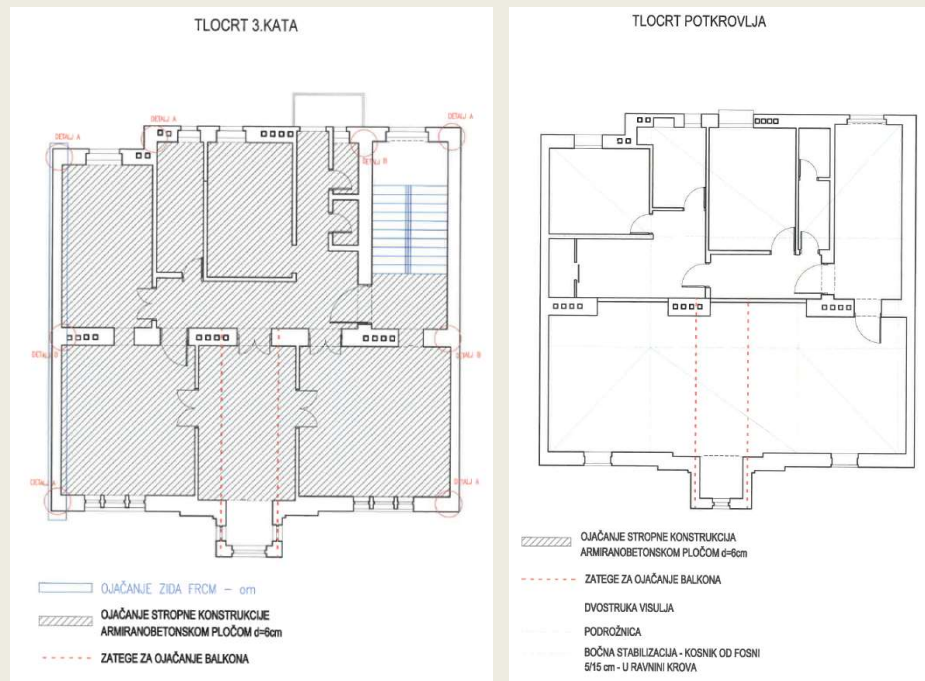 TLOCRT 3.KATA
DETALJ A
DETALJ A
DETALJ A
DETALJ B
DETALJ B
DETALJ B
DETALJ A
DETALJ A
OJAČANJE ZIDA FRCM – om
OJAČANJE STROPNE KONSTRUKCIJE
ARMIRANOBETONSKOM PLOČOM d=6cm
ZATEGE ZA OJAČANJE BALKONA
TLOCRT POTKROVLJA
OJAČANJE STROPNE KONSTRUKCIJA
ARMIRANOBETONSKOM PLOČOM d=6cm
ZATEGE ZA OJAČANJE BALKONA
DVOSTRUKA VISULJA
PODROŽNICA
BOČNA STABILIZACIJA - KOSNIK OD FOSNI
5/15 cm - U RAVNINI KROVA